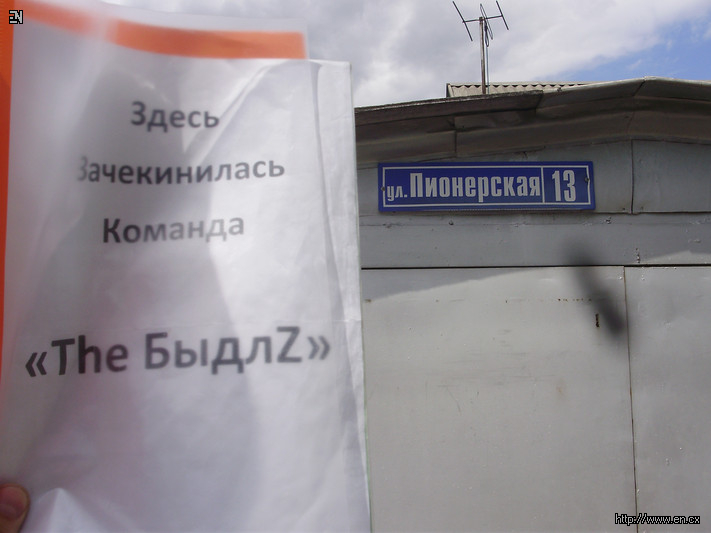 EN
Здесь
Зачекинилась
Команда
«The БыдлZ»
ул. Пионерская 13
http://www.en.cx